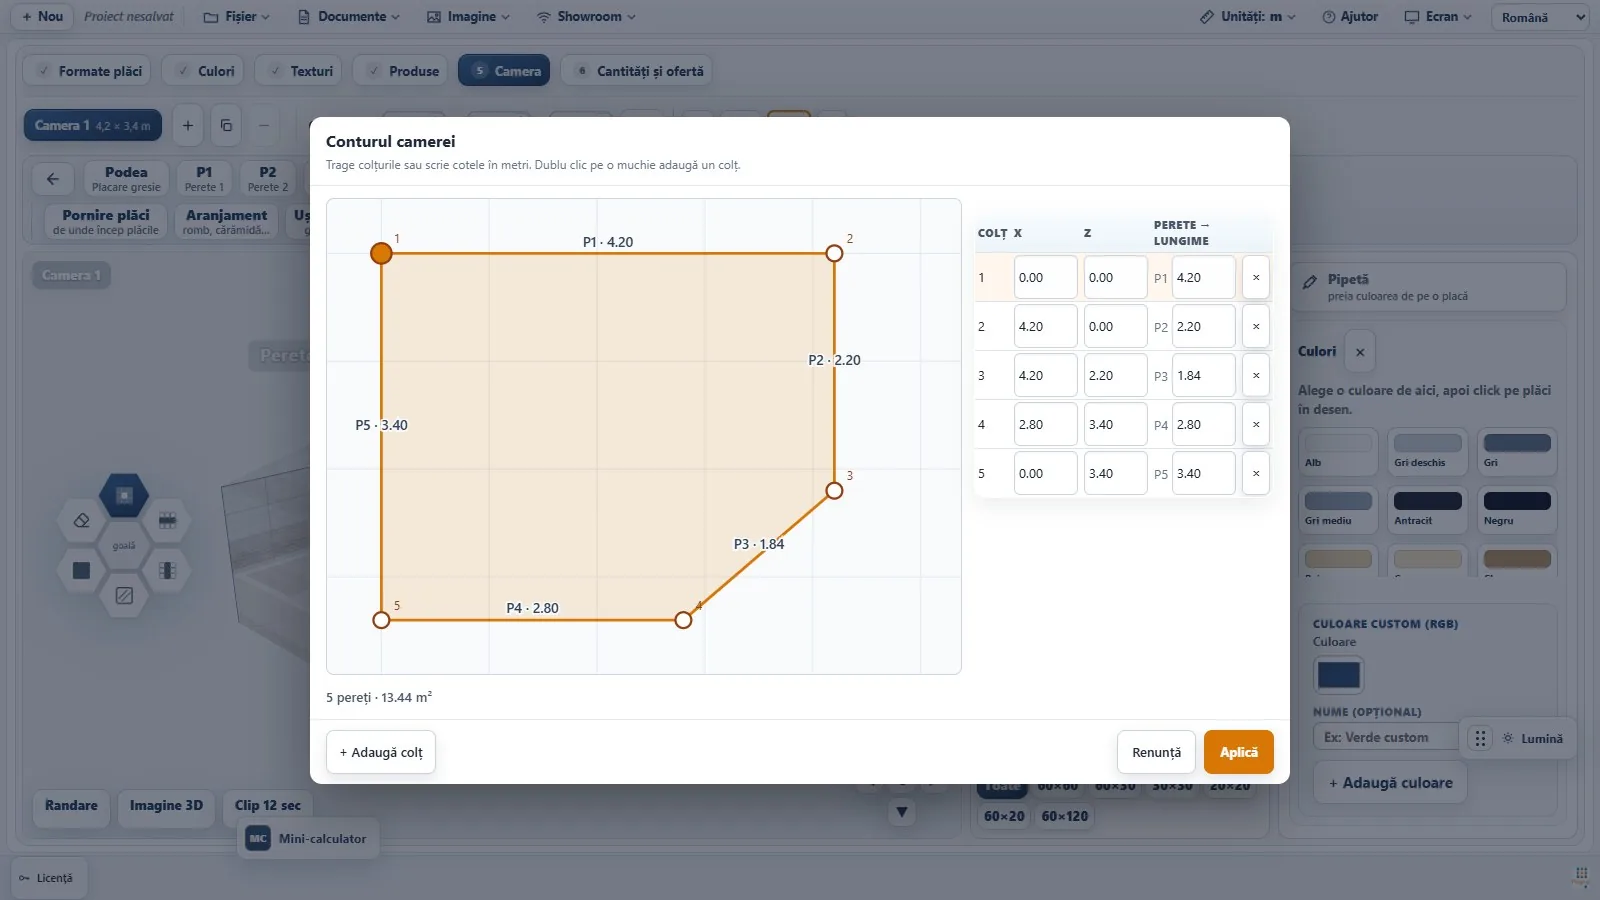 + Nou
Proiect nesalvat
Fișier
Documente
Imagine
Showroom
Unități: m
Ajutor
Ecran
Română
✓ Formate plăci
✓ Culori
✓ Texturi
✓ Produse
5 Camera
6 Cantități și ofertă
Camera 1 4,2 × 3,4 m
+
−
Podea
Placare gresie
P1
Perete 1
P2
Perete 2
Pornire plăci
de unde încep plăcile
Aranjament
romb, cărămidă...
Camera 1
goală
Randare
Imagine 3D
Clip 12 sec
MC Mini-calculator
Licență
Conturul camerei
Trage colțurile sau scrie cotele în metri. Dublu clic pe o muchie adaugă un colț.
1
P1 · 4.20
2
P2 · 2.20
P5 · 3.40
3
P3 · 1.84
5
P4 · 2.80
4
COLȚ X Z PERETE →
LUNGIME
1 0.00 0.00 P1 4.20 ×
2 4.20 0.00 P2 2.20 ×
3 4.20 2.20 P3 1.84 ×
4 2.80 3.40 P4 2.80 ×
5 0.00 3.40 P5 3.40 ×
5 pereți · 13.44 m²
+ Adaugă colț
Renunță
Aplică
Toate 60×60 60×30 30×30 20×20
60×20 60×120
Pipetă
preia culoarea de pe o placă
Culori ×
Alege o culoare de aici, apoi click pe plăci
în desen.
Alb
Gri deschis
Gri
Gri mediu
Antracit
Negru
CULOARE CUSTOM (RGB)
Culoare
NUME (OPȚIONAL)
Ex: Verde custom
Lumină
+ Adaugă culoare